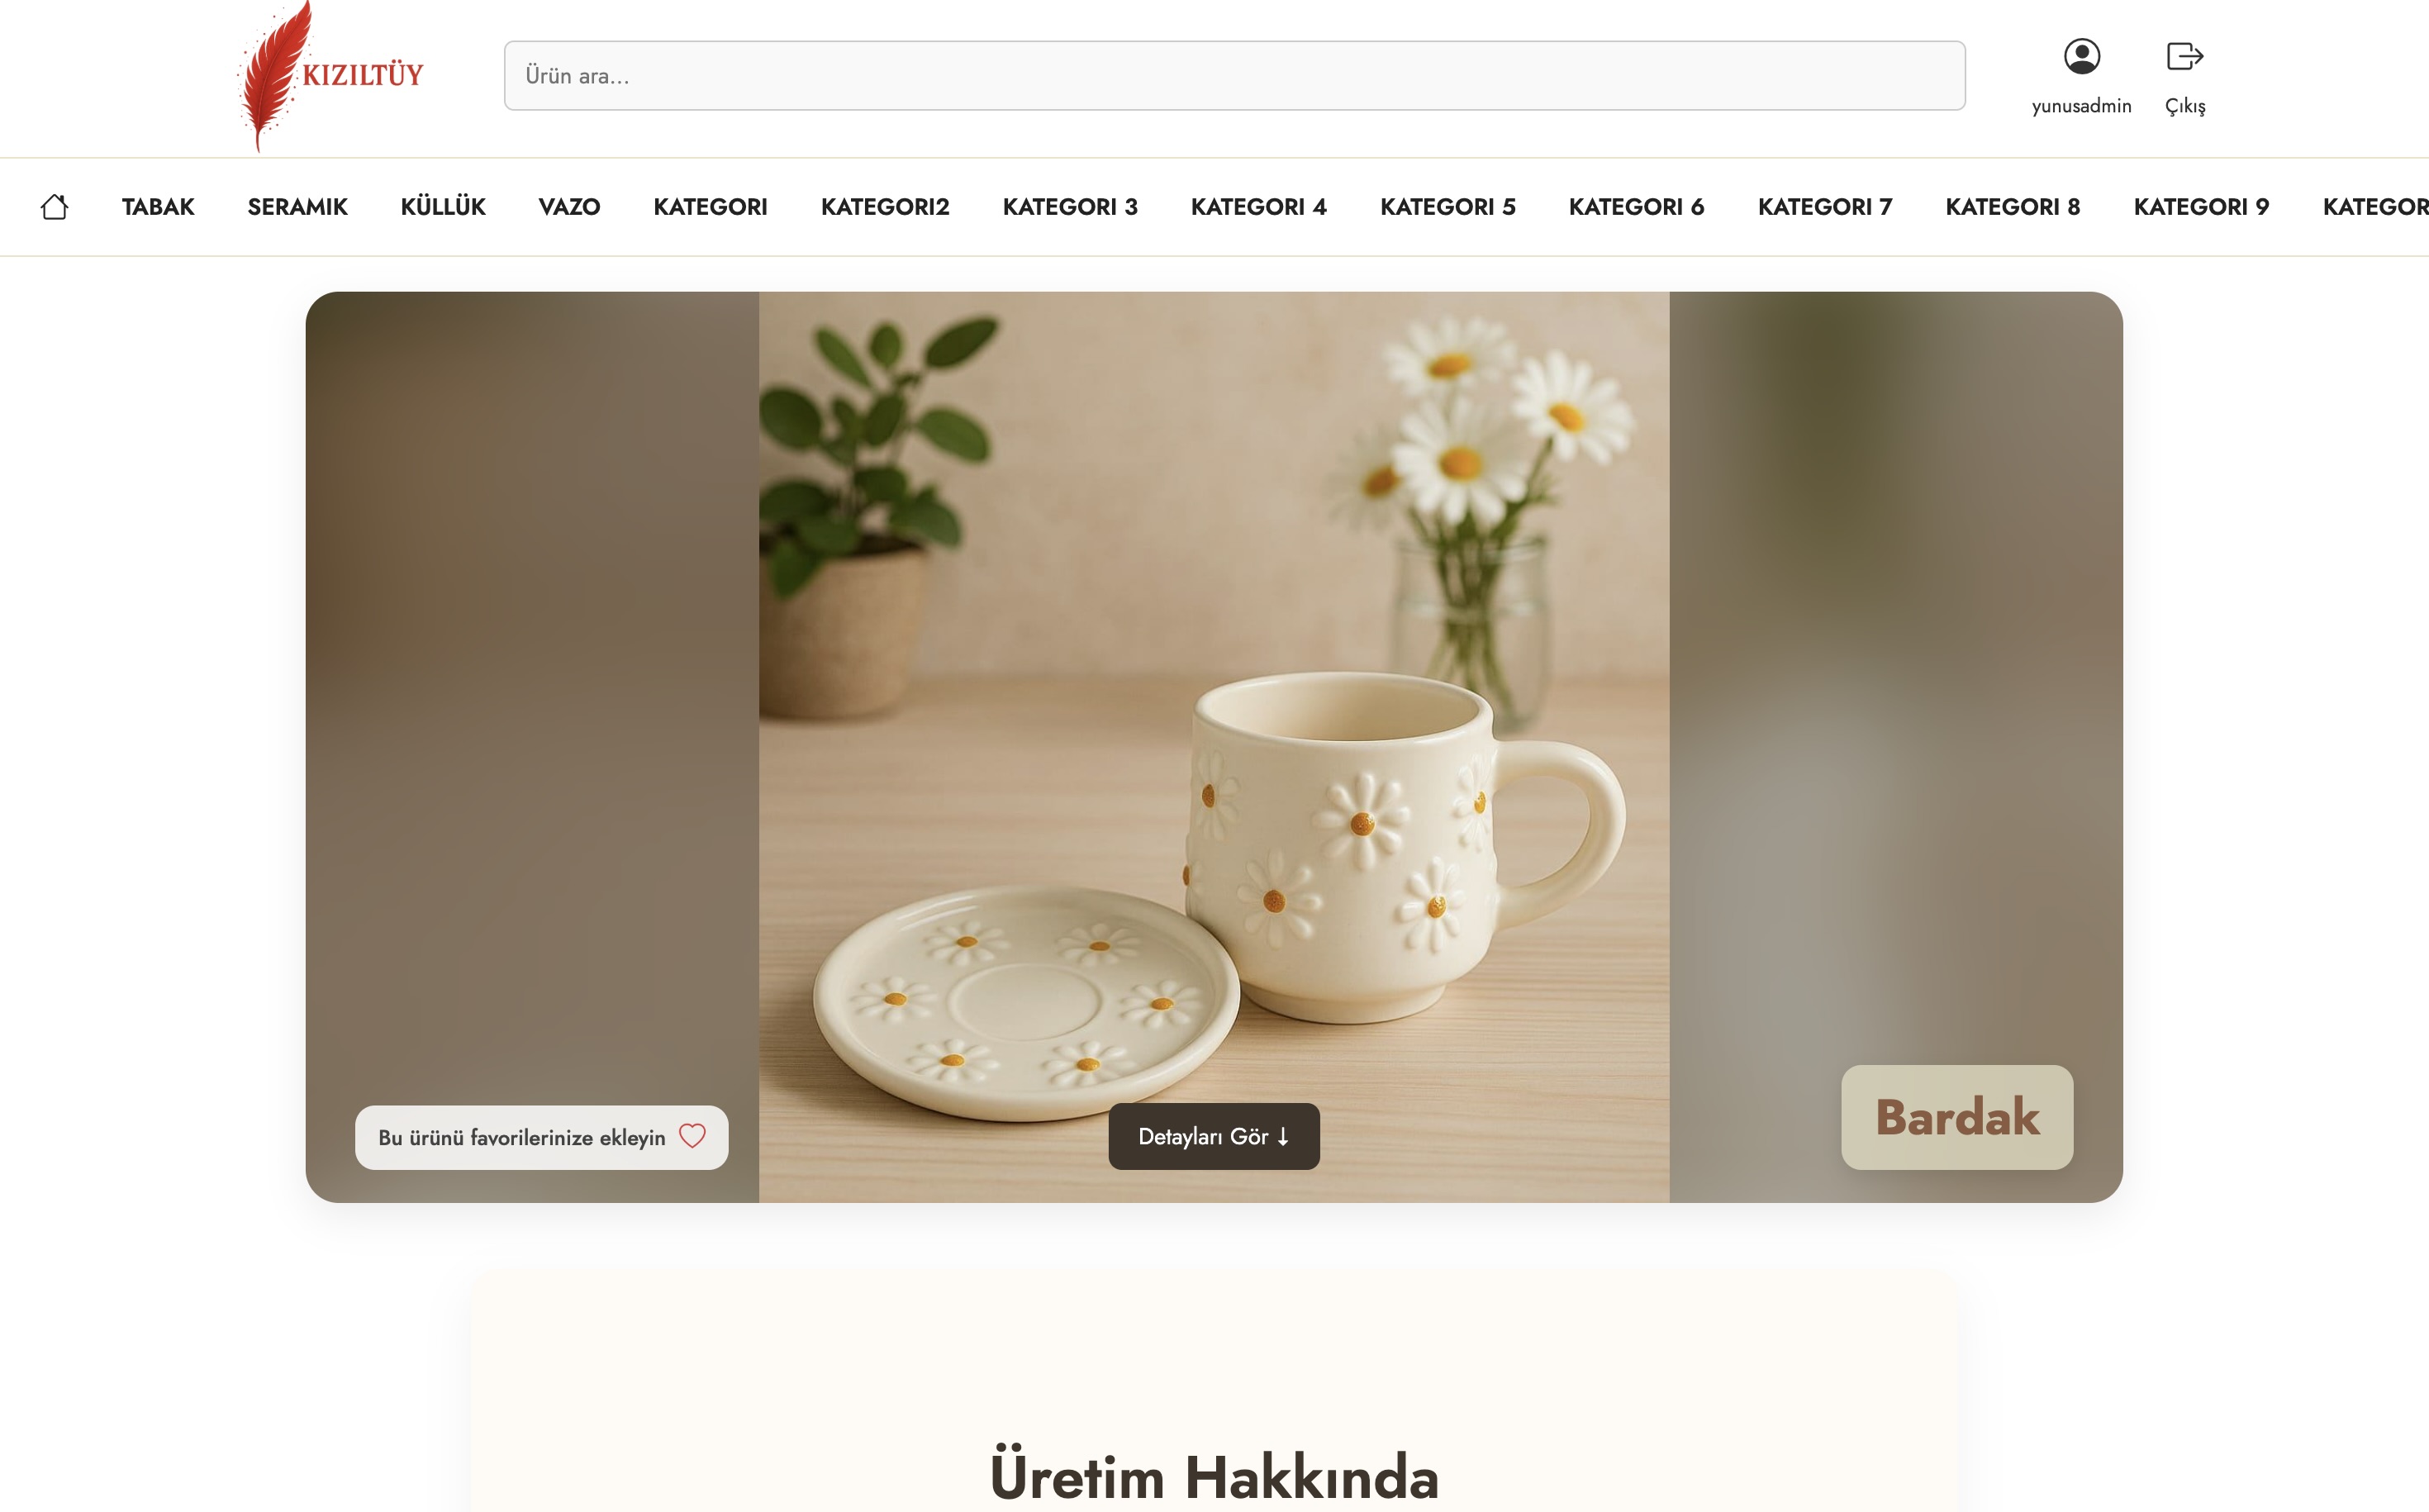 KIZILTÜY
Ürün ara...
yunusadmin
Çıkış
TABAK SERAMIK KÜLLÜK VAZO KATEGORI KATEGORI2 KATEGORI 3 KATEGORI 4 KATEGORI 5 KATEGORI 6 KATEGORI 7 KATEGORI 8 KATEGORI 9 KATEGOR
Bu ürünü favorilerinize ekleyin
Detayları Gör ↓
Bardak
Üretim Hakkında